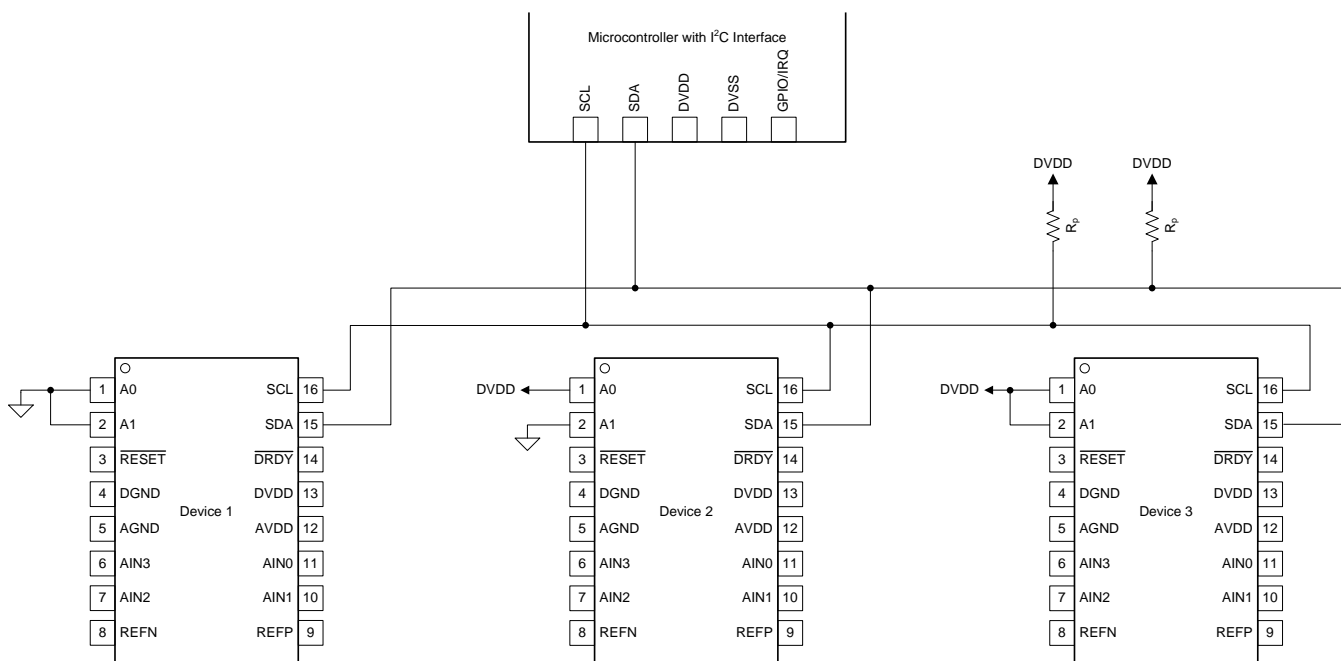 Microcontroller with I²C Interface
SCL SDA DVDD DVSS GPIO/IRQ
DVDD DVDD
Rp Rp
1 A0 SCL 16
2 A1 SDA 15
3 RESET DRDY 14
4 DGND DVDD 13
Device 1
5 AGND AVDD 12
6 AIN3 AIN0 11
7 AIN2 AIN1 10
8 REFN REFP 9
DVDD 1 A0 SCL 16
2 A1 SDA 15
3 RESET DRDY 14
4 DGND DVDD 13
Device 2
5 AGND AVDD 12
6 AIN3 AIN0 11
7 AIN2 AIN1 10
8 REFN REFP 9
DVDD 1 A0 SCL 16
2 A1 SDA 15
3 RESET DRDY 14
4 DGND DVDD 13
Device 3
5 AGND AVDD 12
6 AIN3 AIN0 11
7 AIN2 AIN1 10
8 REFN REFP 9